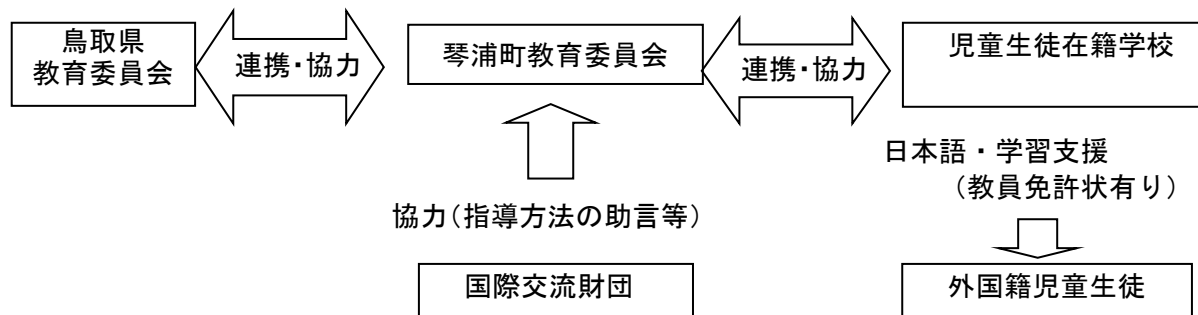 鳥取県
教育委員会
連携・協力
琴浦町教育委員会
連携・協力
児童生徒在籍学校
日本語・学習支援
（教員免許状有り）
協力（指導方法の助言等）
国際交流財団
外国籍児童生徒